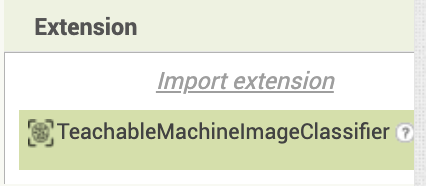 Extension
Import extension
TeachableMachineImageClassifier ?